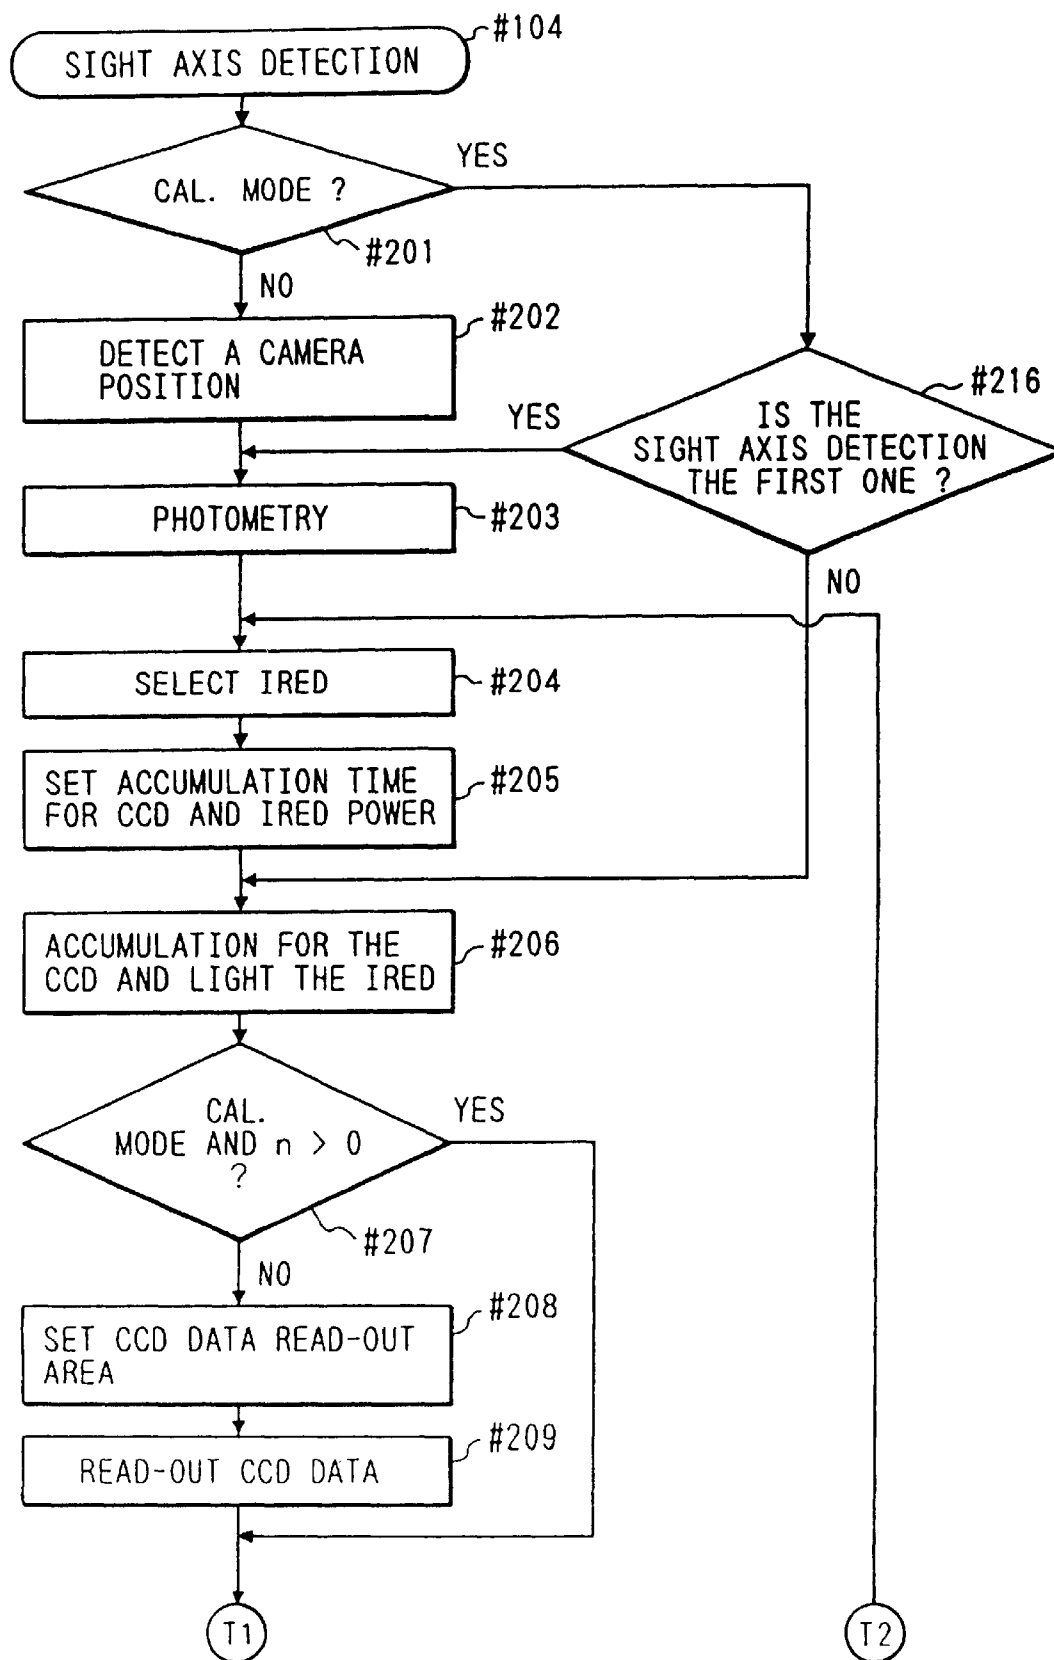 #104
SIGHT AXIS DETECTION
YES
CAL. MODE ?
#201
NO
#202
DETECT A CAMERA
POSITION
#216
YES
IS THE
SIGHT AXIS DETECTION
THE FIRST ONE ?
PHOTOMETRY
#203
NO
SELECT IRED
#204
SET ACCUMULATION TIME
FOR CCD AND IRED POWER
#205
ACCUMULATION FOR THE
CCD AND LIGHT THE IRED
#206
CAL.
MODE AND n > 0
?
YES
#207
NO
#208
SET CCD DATA READ-OUT
AREA
#209
READ-OUT CCD DATA
T1
T2